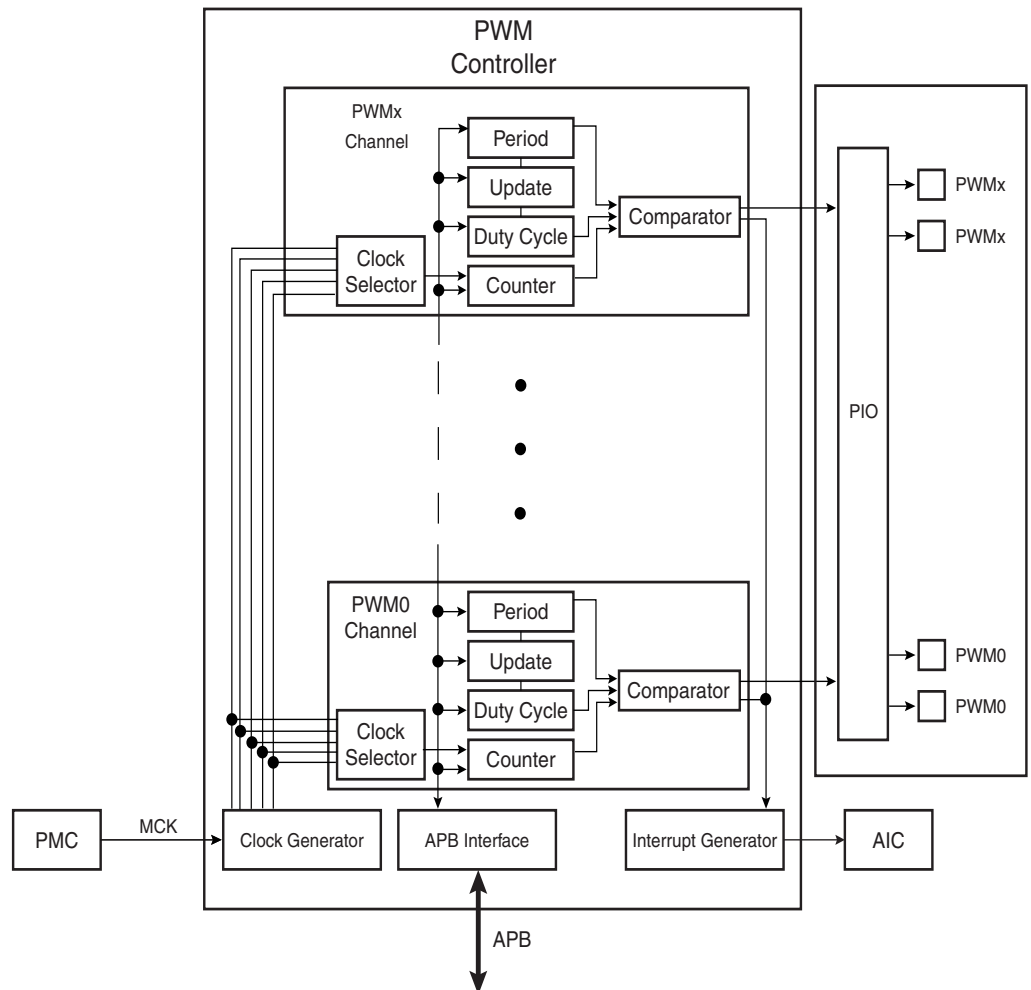 PWM
Controller
PWMx
Channel
Period
Update
Duty Cycle
Counter
Clock
Selector
Comparator
PWMx
PWMx
PIO
PWM0
Channel
Period
Update
Duty Cycle
Counter
Clock
Selector
Comparator
PWM0
PWM0
PMC
MCK
Clock Generator
APB Interface
Interrupt Generator
AIC
APB